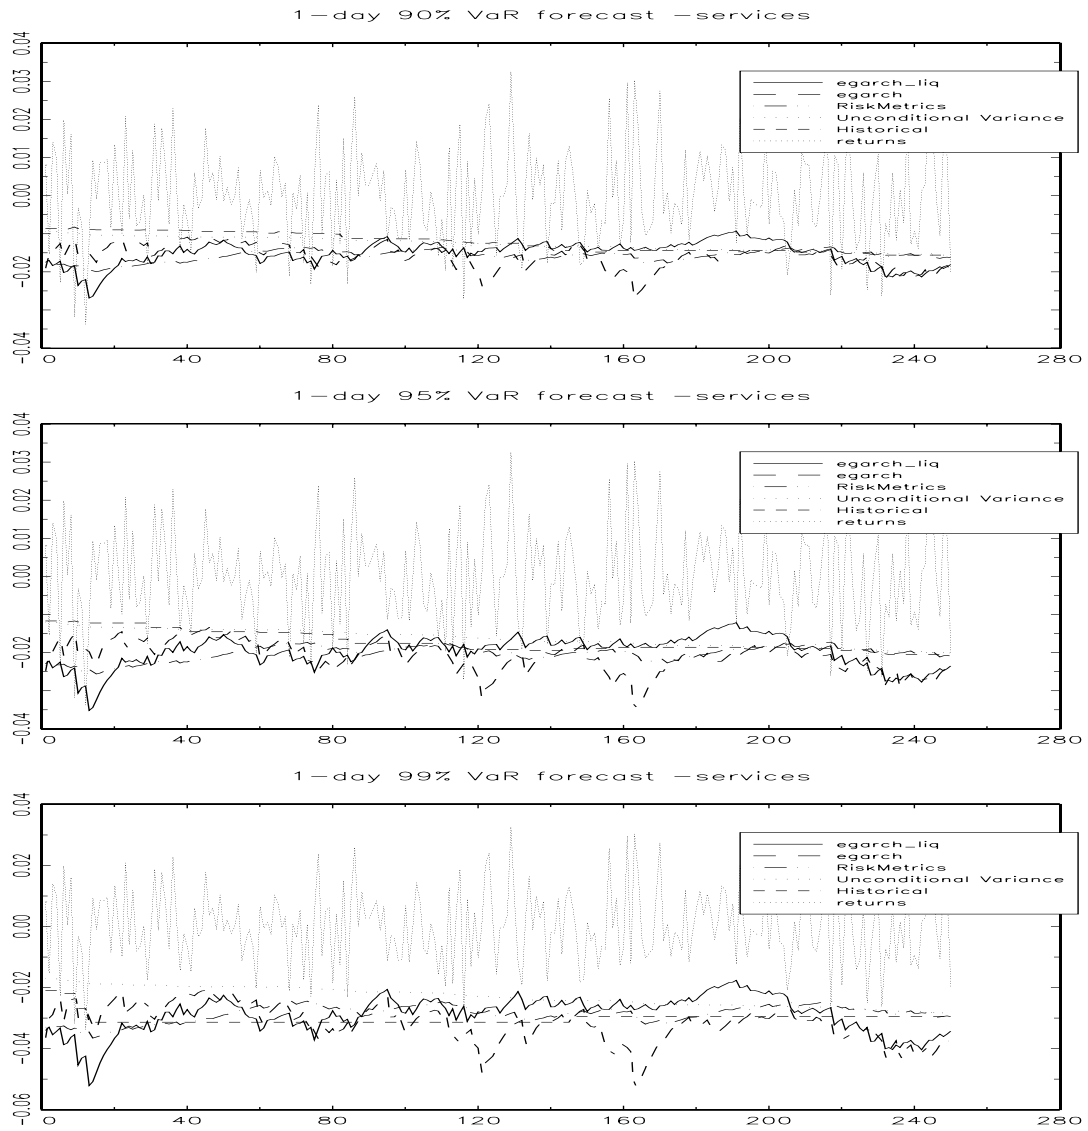 1-day 90% VaR forecast -services
0.04
0.03
0.02
0.01
0.00
-0.02
-0.04
egarch_liq
egarch
RiskMetrics
Unconditional Variance
Historical
returns
0 40 80 120 160 200 240 280
1-day 95% VaR forecast -services
0.04
0.03
0.02
0.01
0.00
-0.02
-0.04
egarch_liq
egarch
RiskMetrics
Unconditional Variance
Historical
returns
0 40 80 120 160 200 240 280
1-day 99% VaR forecast -services
0.04
0.02
0.00
-0.02
-0.04
-0.06
egarch_liq
egarch
RiskMetrics
Unconditional Variance
Historical
returns
0 40 80 120 160 200 240 280